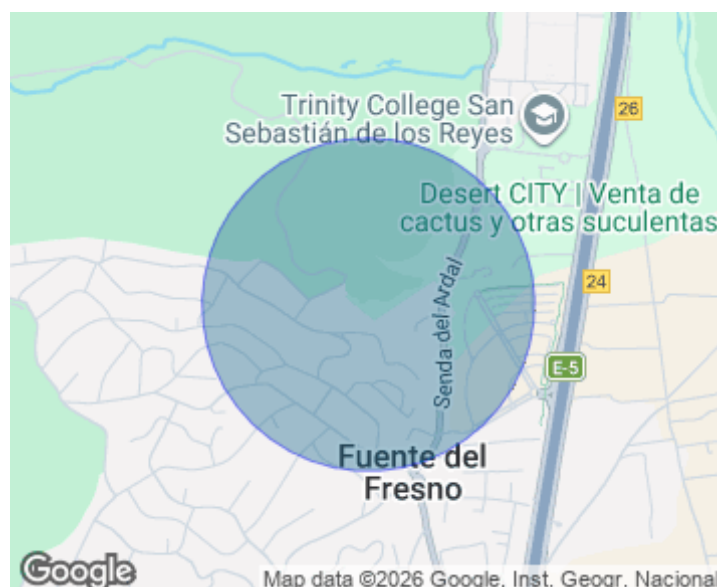 Trinity College San
Sebastián de los Reyes
26
Desert CITY | Venta de
cactus y otras suculentas
24
Senda del Ardal
E-5
Fuente del
Fresno
Google
Map data ©2026 Google, Inst. Geogr. Nacional